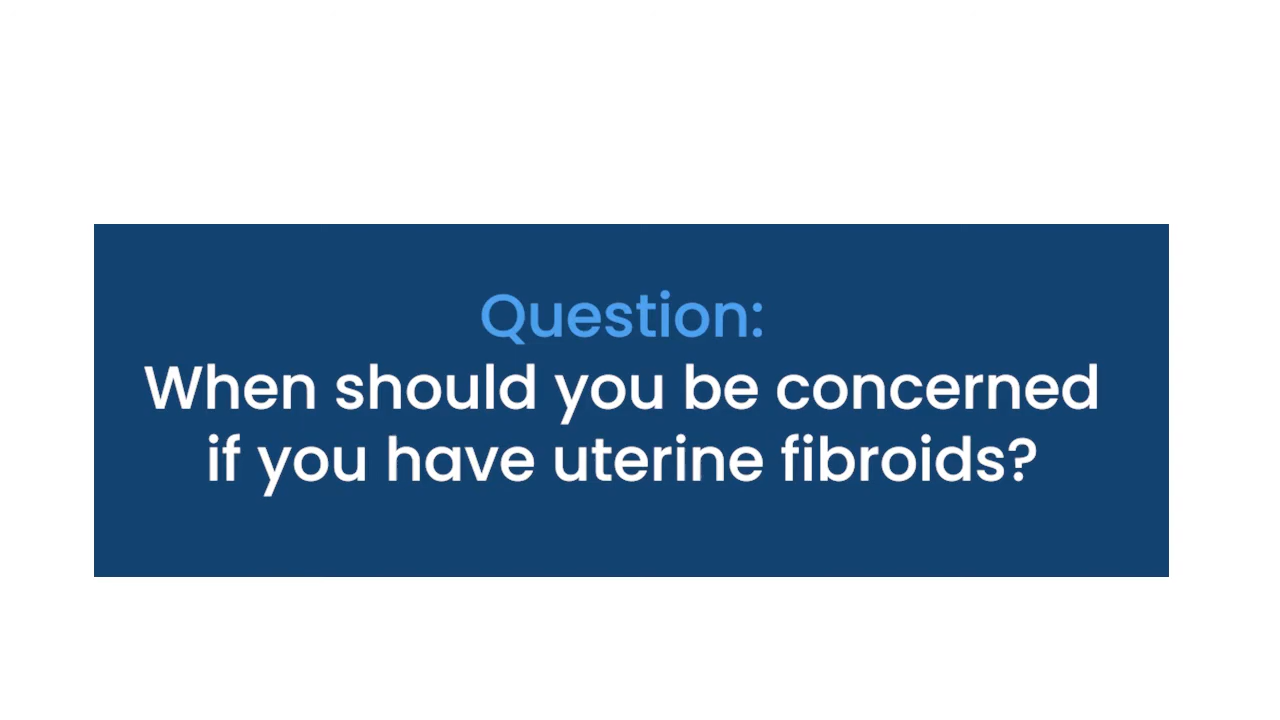 Question:
When should you be concerned
if you have uterine fibroids?